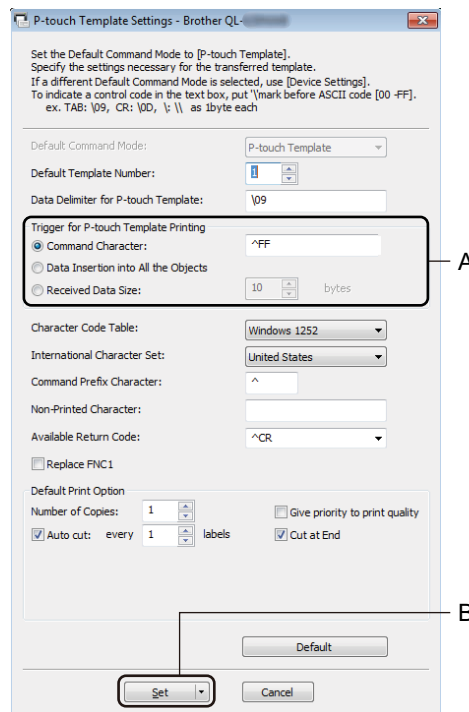 P-touch Template Settings - Brother QL-
Set the Default Command Mode to [P-touch Template].
Specify the settings necessary for the transferred template.
If a different Default Command Mode is selected, use [Device Settings].
To indicate a control code in the text box, put '\'mark before ASCII code [00 -FF].
ex. TAB: \09, CR: \0D, \: \\ as 1byte each
Default Command Mode: P-touch Template
Default Template Number: 1
Data Delimiter for P-touch Template: \09
Trigger for P-touch Template Printing
Command Character: ^FF
A
Data Insertion into All the Objects
Received Data Size: 10 bytes
Character Code Table: Windows 1252
International Character Set: United States
Command Prefix Character: ^
Non-Printed Character:
Available Return Code: ^CR
Replace FNC1
Default Print Option
Number of Copies: 1 Give priority to print quality
Auto cut: every 1 labels Cut at End
B
Default
Set Cancel